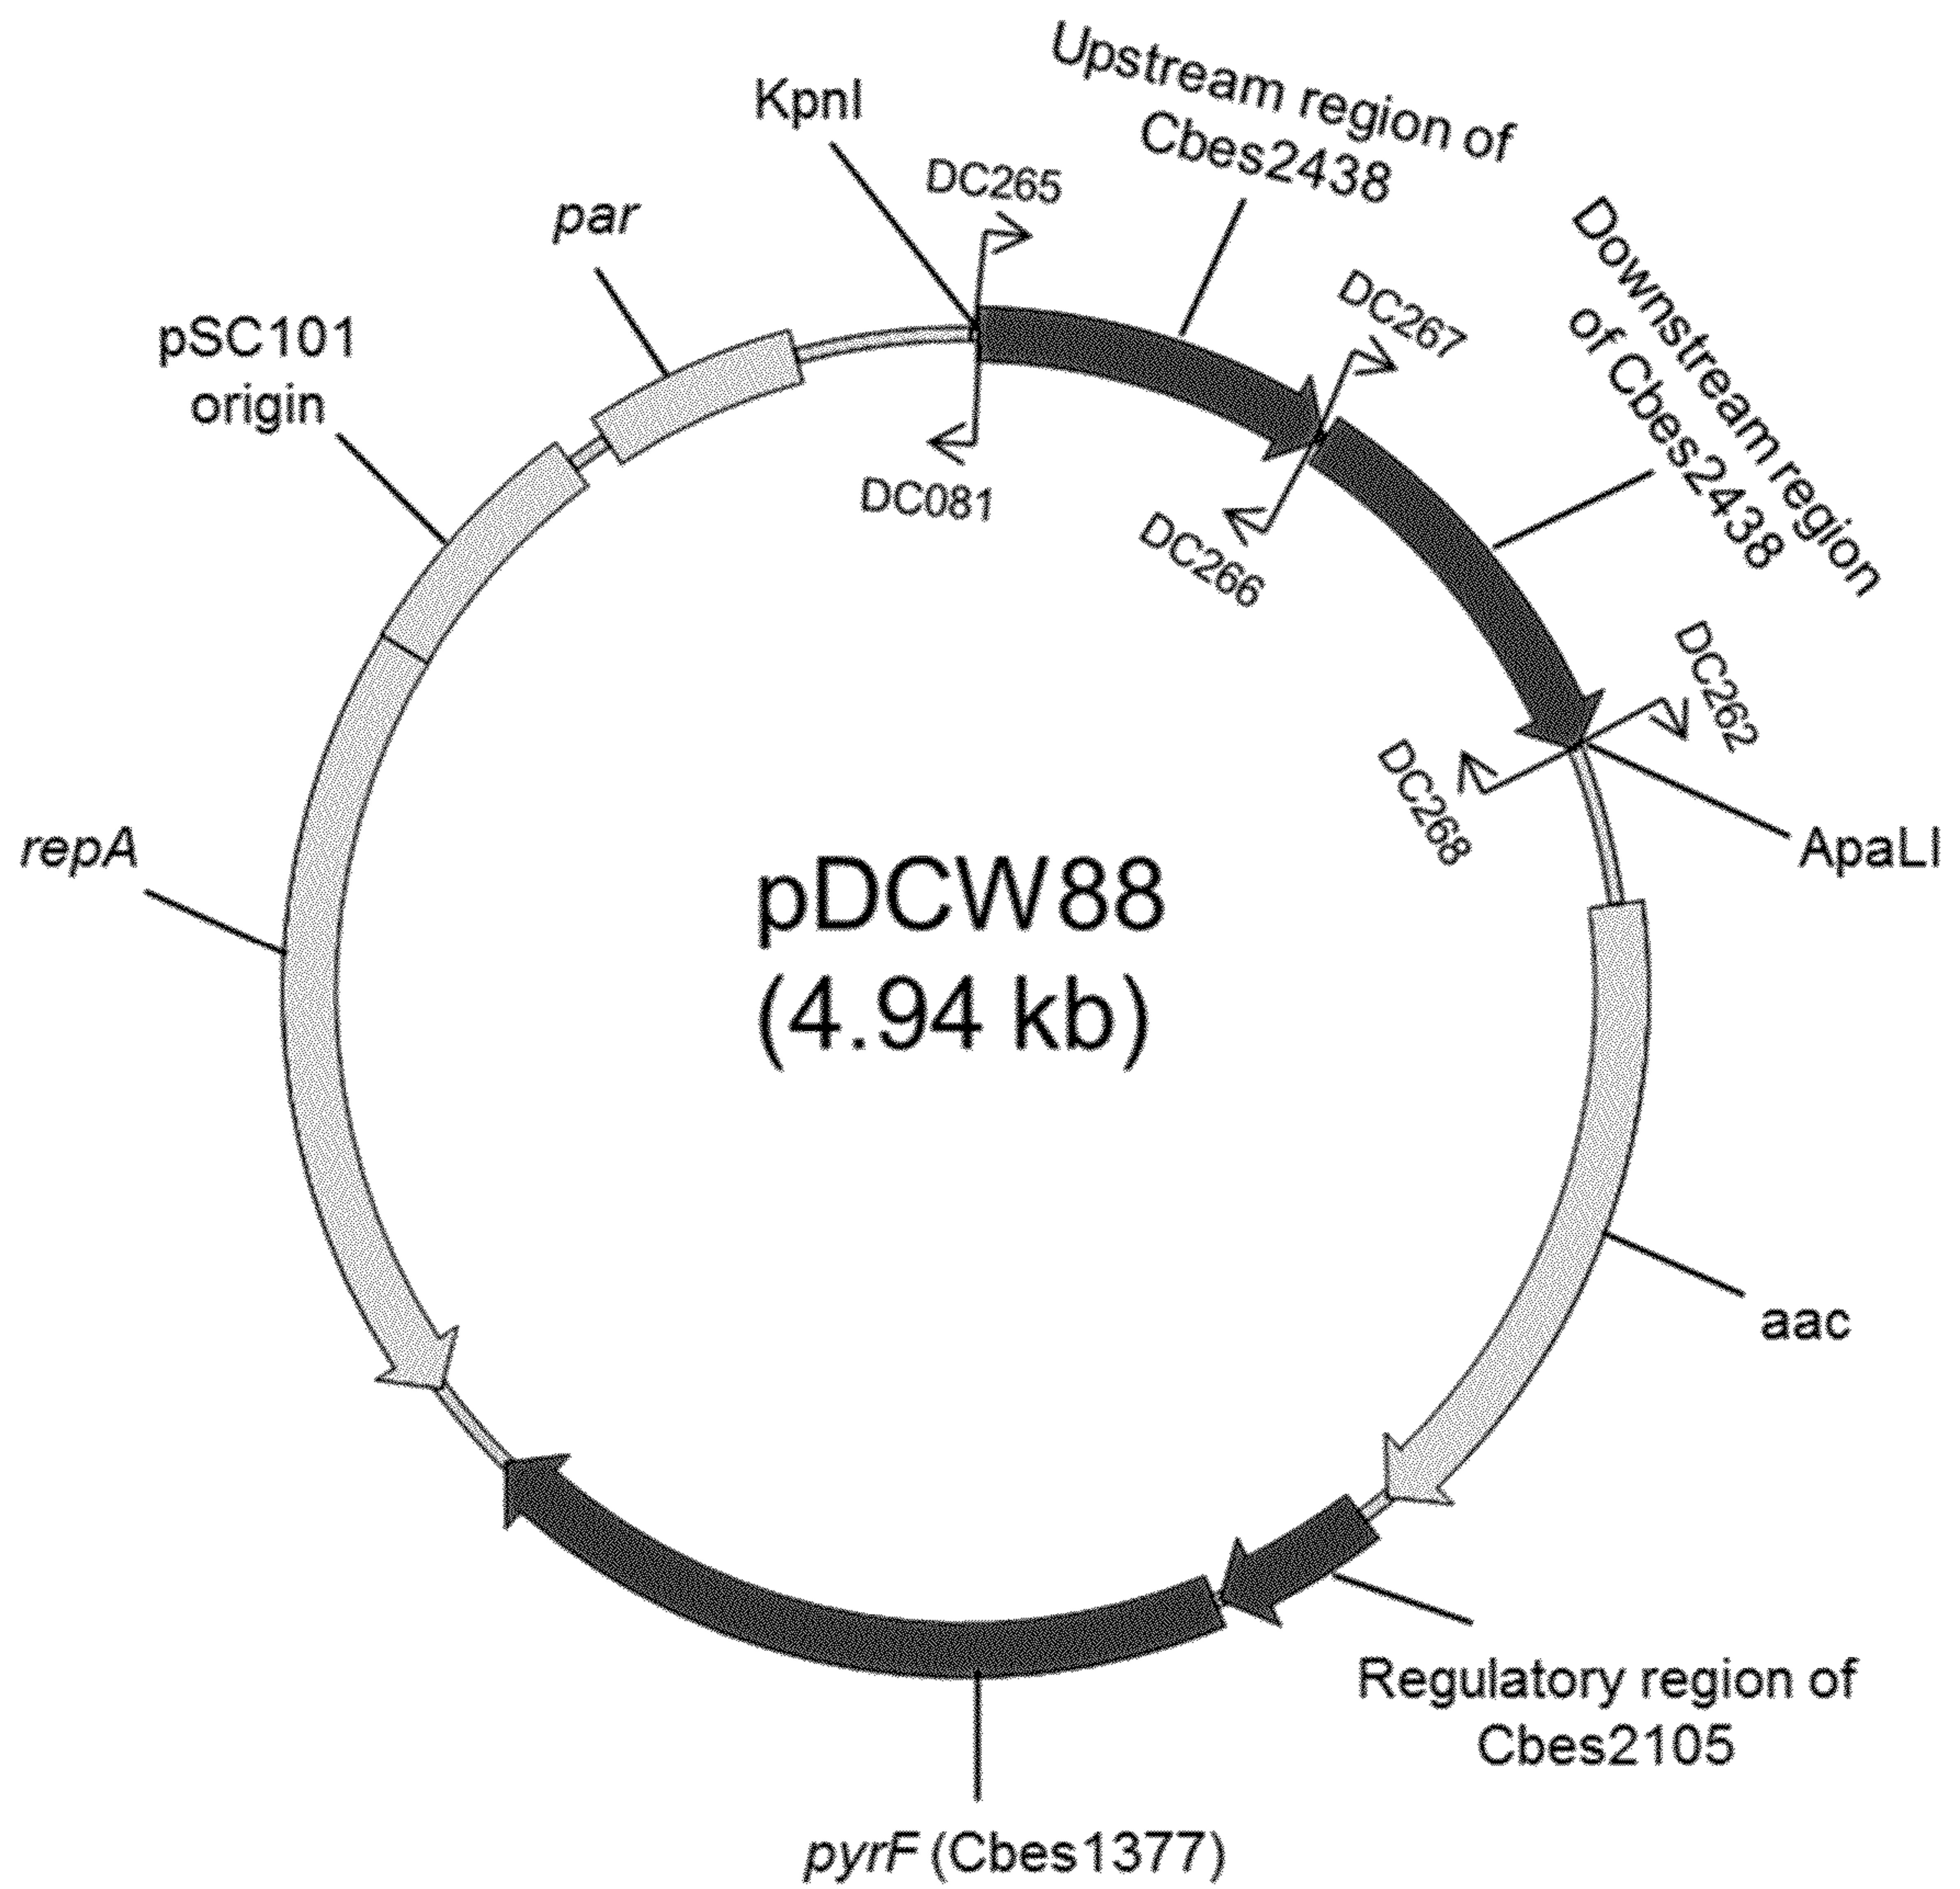 Upstream region of
Cbes2438
KpnI
DC265
par
DC267
Downstream region
of Cbes2438
pSC101
origin
DC081
DC266
DC262
DC268
ApaLI
repA
pDCW88
(4.94 kb)
aac
Regulatory region of
Cbes2105
pyrF (Cbes1377)